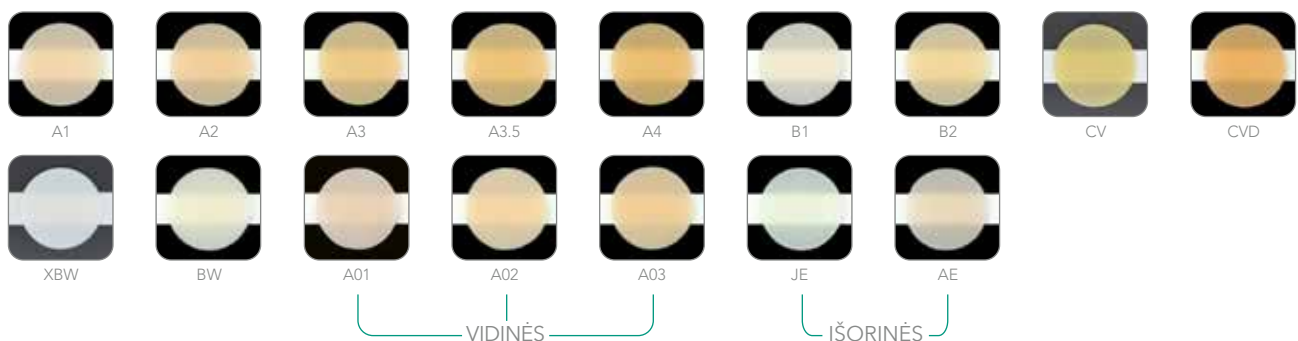 A1 A2 A3 A3.5 A4 B1 B2 CV CVD
XBW BW A01 A02 A03 JE AE
VIDINĖS IŠORINĖS